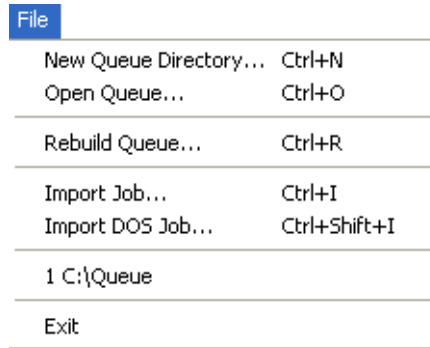 File
New Queue Directory... Ctrl+N
Open Queue... Ctrl+O
Rebuild Queue... Ctrl+R
Import Job... Ctrl+I
Import DOS Job... Ctrl+Shift+I
1 C:\Queue
Exit